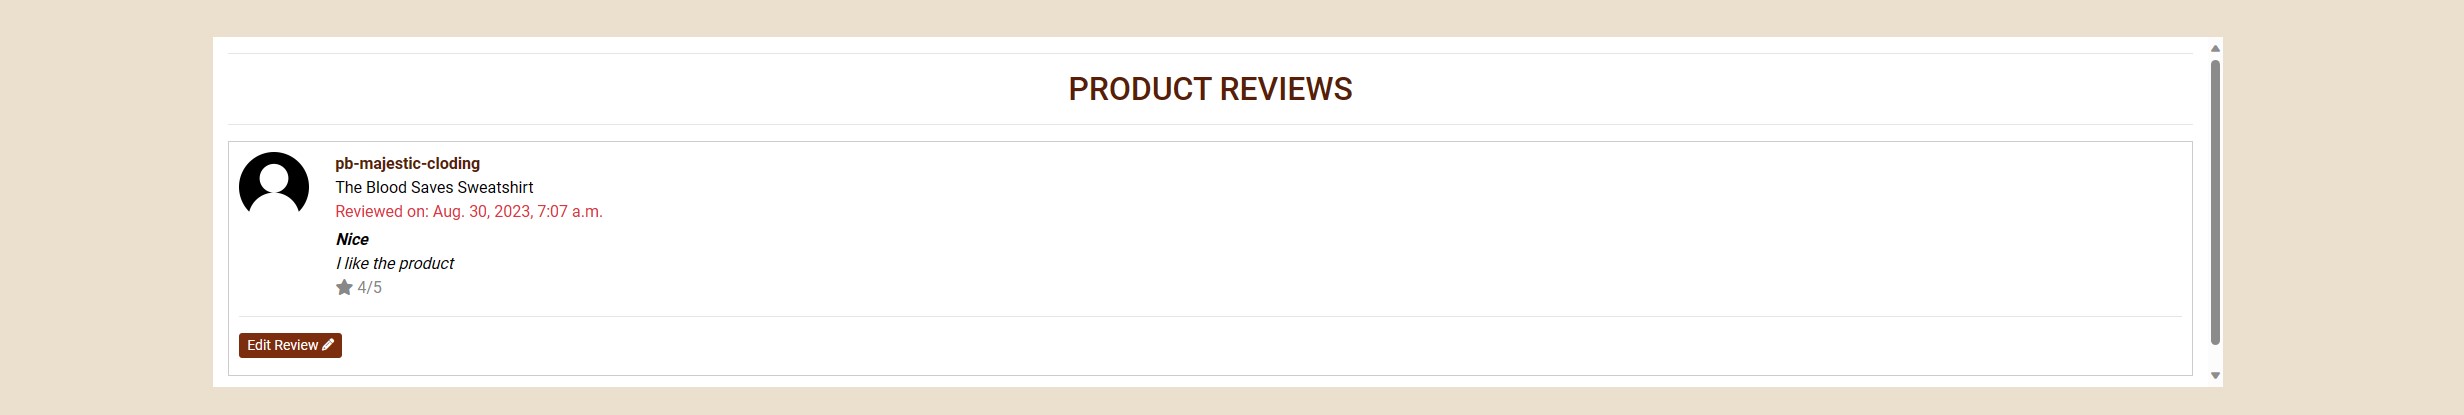 PRODUCT REVIEWS
pb-majestic-cloding
The Blood Saves Sweatshirt
Reviewed on: Aug. 30, 2023, 7:07 a.m.
Nice
I like the product
4/5
Edit Review